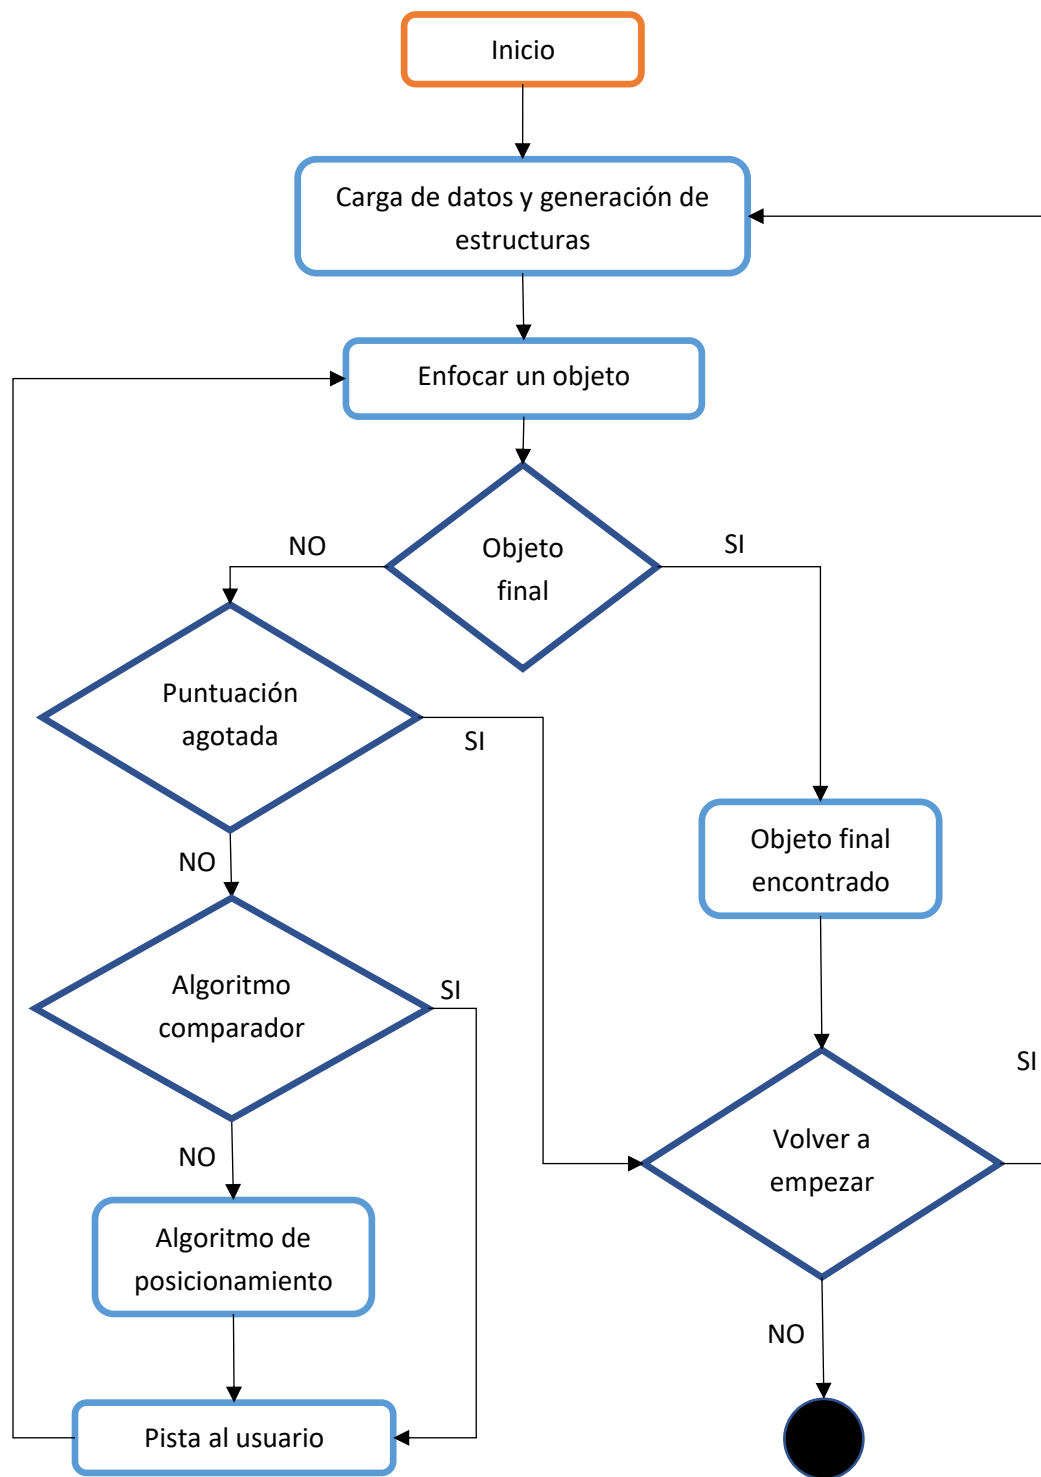 Inicio
Carga de datos y generación de
estructuras
Enfocar un objeto
NO
Objeto
final
SI
Puntuación
agotada
SI
NO
Objeto final
encontrado
Algoritmo
comparador
SI
NO
Volver a
empezar
SI
Algoritmo de
posicionamiento
NO
Pista al usuario